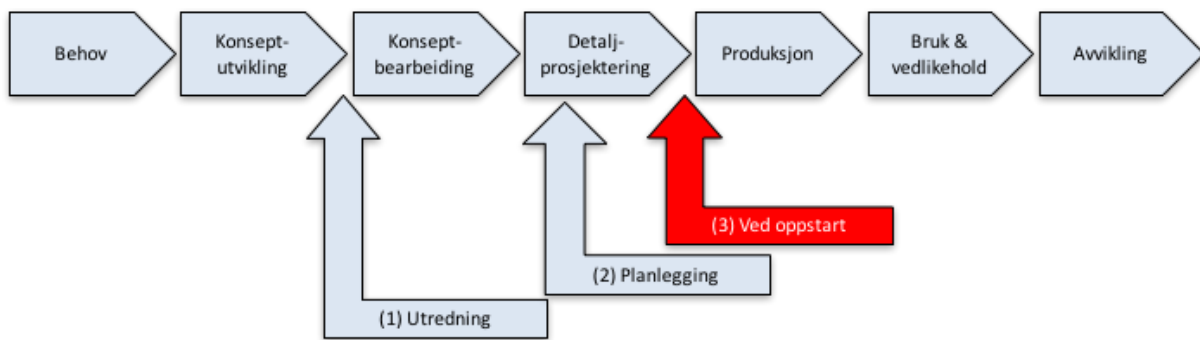 Behov
Konsept-
utvikling
Konsept-
bearbeiding
Detalj-
prosjektering
Produksjon
Bruk &
vedlikehold
Avvikling
(3) Ved oppstart
(2) Planlegging
(1) Utredning